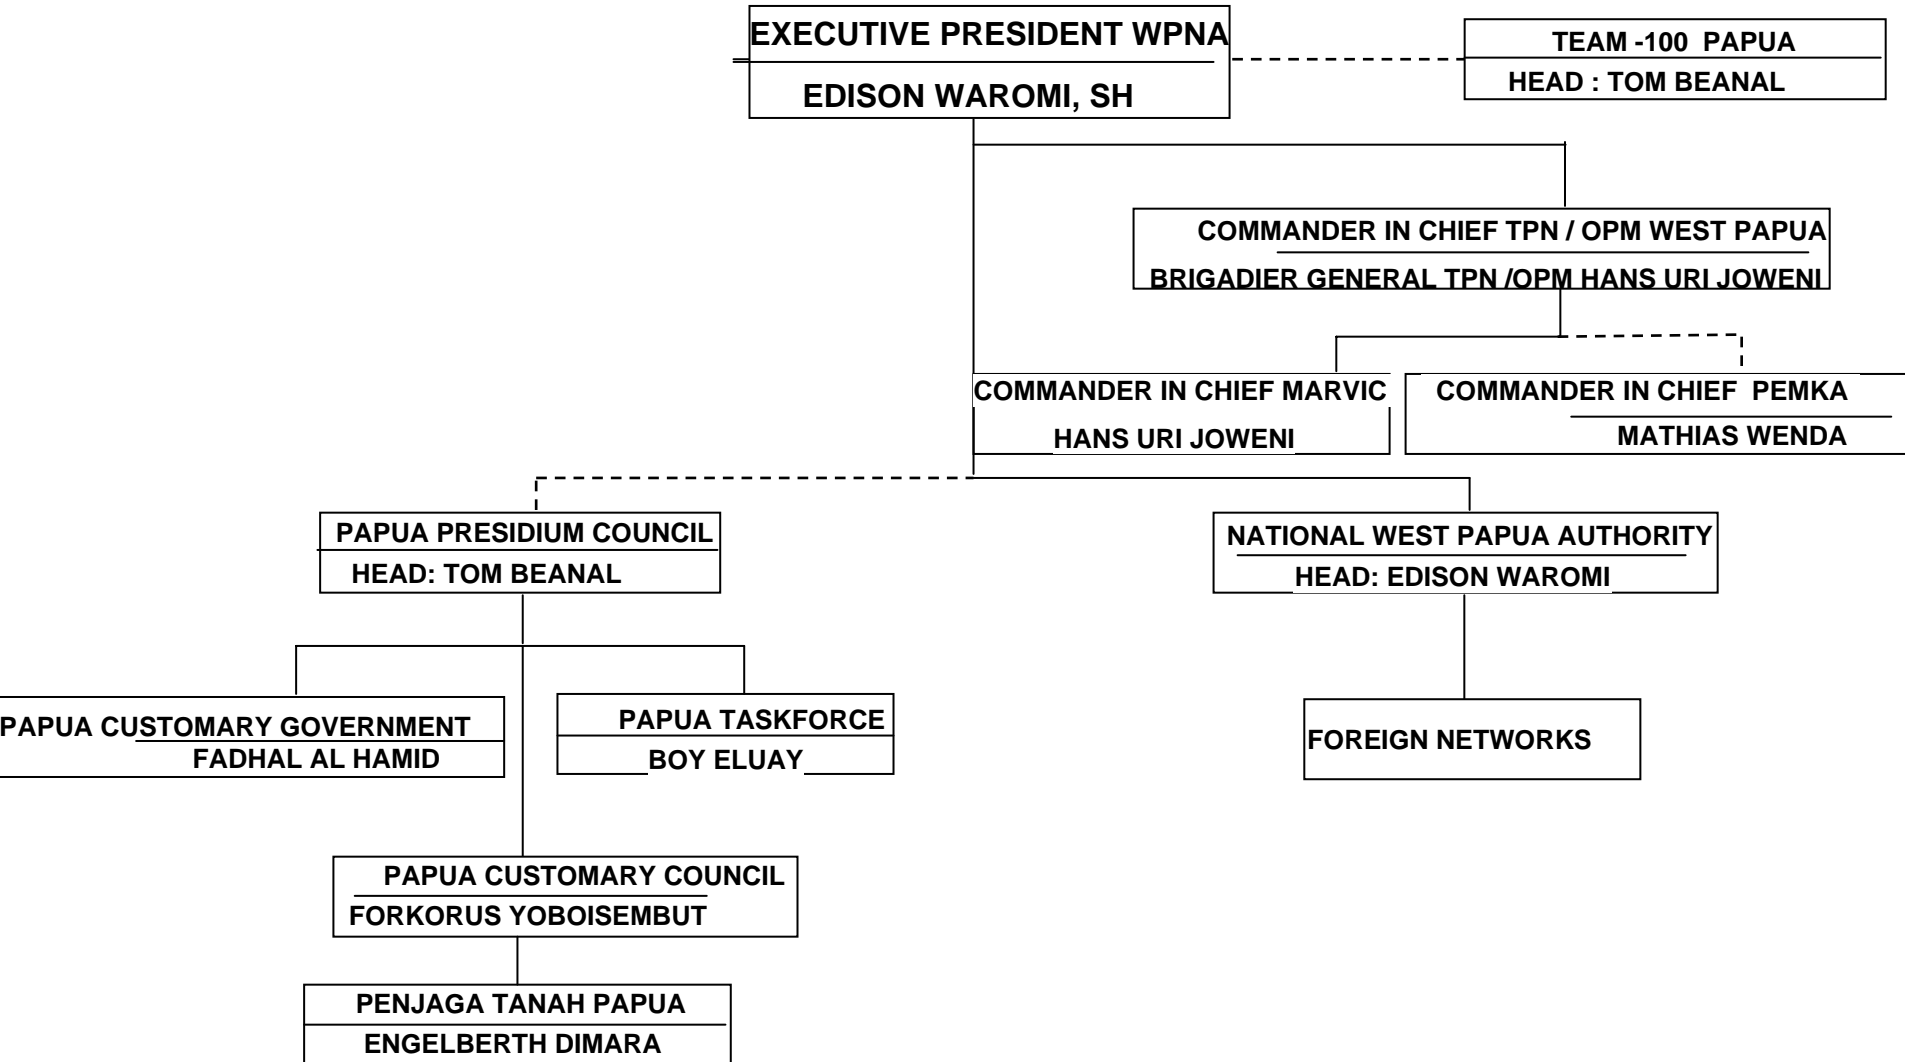 EXECUTIVE PRESIDENT WPNA
EDISON WAROMI, SH
TEAM -100 PAPUA
HEAD : TOM BEANAL
COMMANDER IN CHIEF TPN / OPM WEST PAPUA
BRIGADIER GENERAL TPN /OPM HANS URI JOWENI
COMMANDER IN CHIEF MARVIC
HANS URI JOWENI
COMMANDER IN CHIEF PEMKA
MATHIAS WENDA
PAPUA PRESIDIUM COUNCIL
HEAD: TOM BEANAL
NATIONAL WEST PAPUA AUTHORITY
HEAD: EDISON WAROMI
PAPUA CUSTOMARY GOVERNMENT
FADHAL AL HAMID
PAPUA TASKFORCE
BOY ELUAY
FOREIGN NETWORKS
PAPUA CUSTOMARY COUNCIL
FORKORUS YOBOISEMBUT
PENJAGA TANAH PAPUA
ENGELBERTH DIMARA